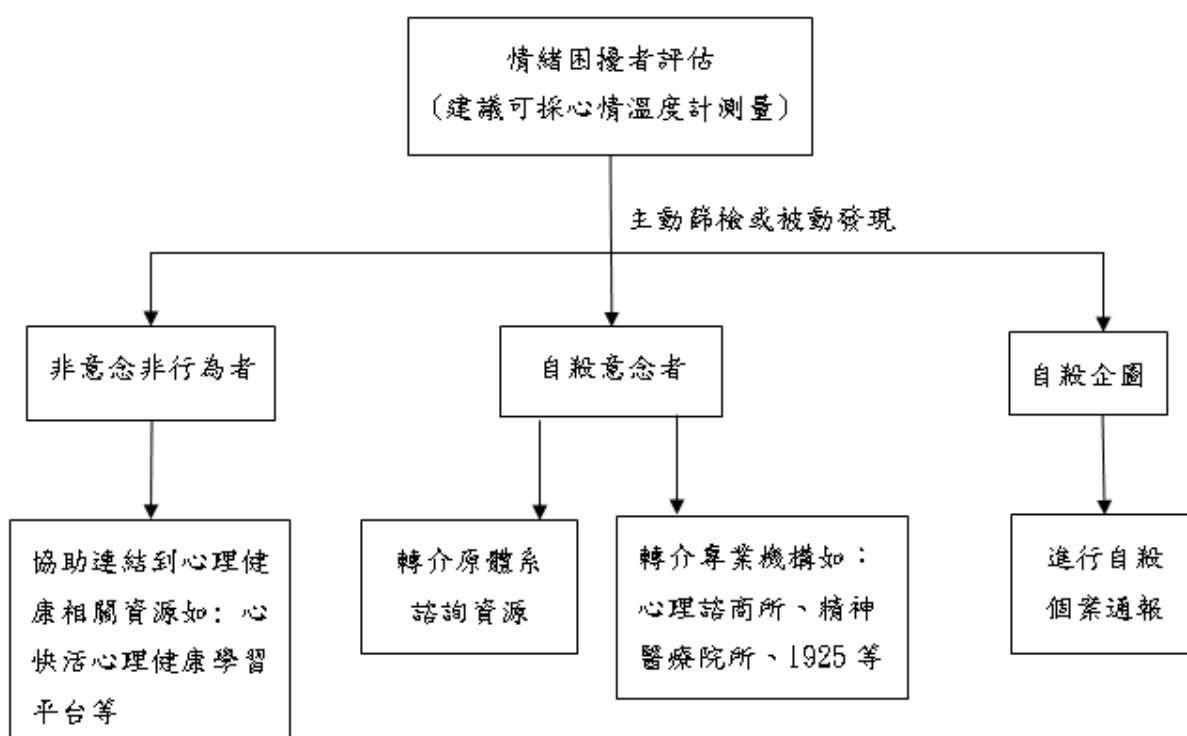 情緒困擾者評估
(建議可採心情溫度計測量)
主動篩檢或被動發現
非意念非行為者
自殺意念者
自殺企圖
協助連結到心理健
康相關資源如: 心
快活心理健康學習
平台等
轉介原體系
諮詢資源
轉介專業機構如：
心理諮商所、精神
醫療院所、1925 等
進行自殺
個案通報